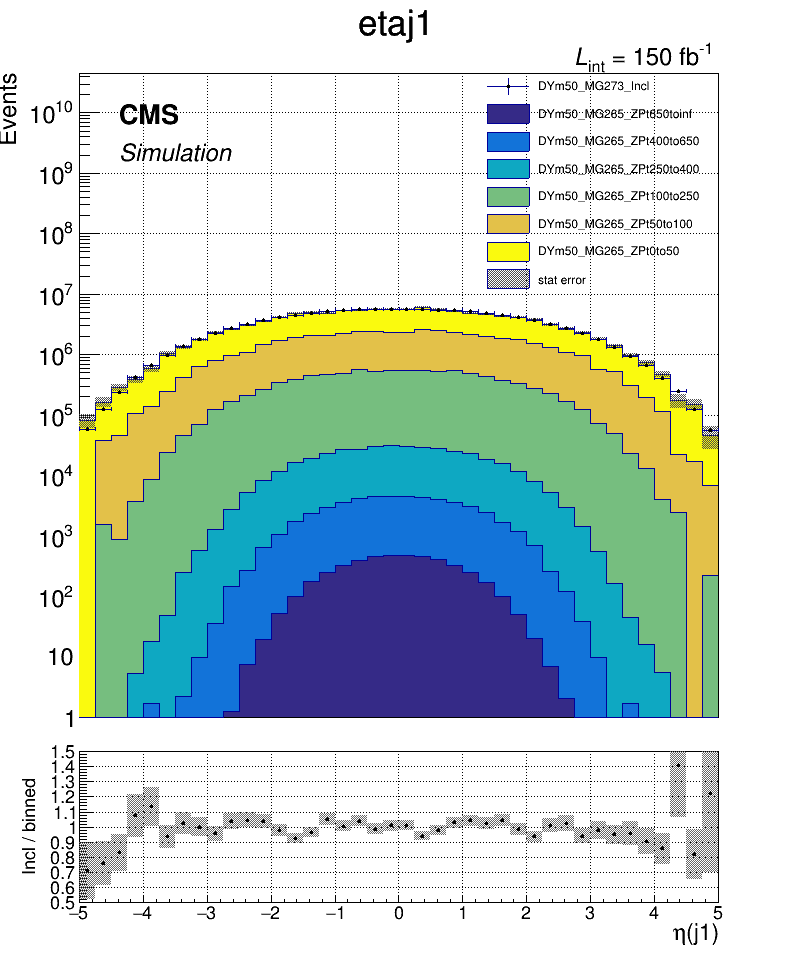 etaj1
L_int = 150 fb^-1
Events
CMS
Simulation
DYm50_MG273_Incl
DYm50_MG265_ZPt650toinf
DYm50_MG265_ZPt400to650
DYm50_MG265_ZPt250to400
DYm50_MG265_ZPt100to250
DYm50_MG265_ZPt50to100
DYm50_MG265_ZPt0to50
stat error
10^10
10^9
10^8
10^7
10^6
10^5
10^4
10^3
10^2
10
1
Incl / binned
1.5
1.4
1.3
1.2
1.1
1
0.9
0.8
0.7
0.6
0.5
−5 −4 −3 −2 −1 0 1 2 3 4 5
η(j1)